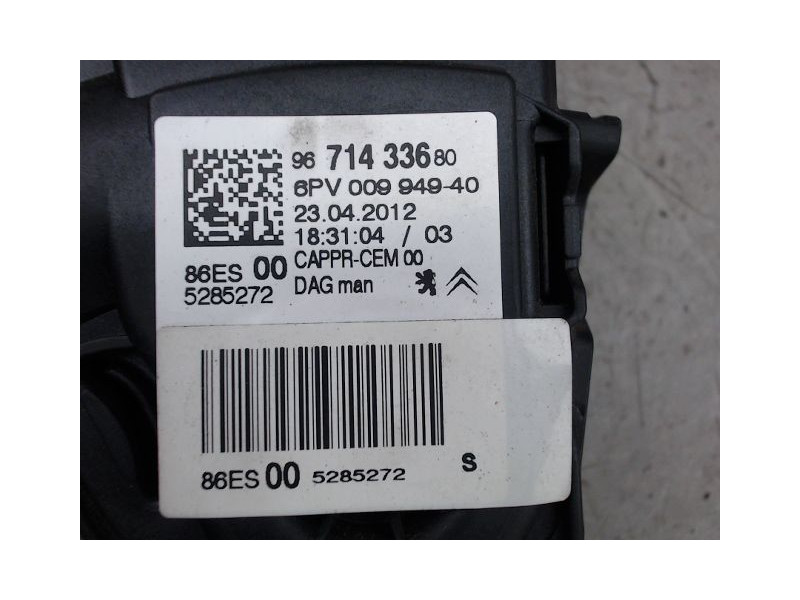 96 714 336 80
6PV 009 949-40
23.04.2012
18:31:04 / 03
86ES 00 CAPPR-CEM 00
5285272 DAG man
86ES 00 5285272 S